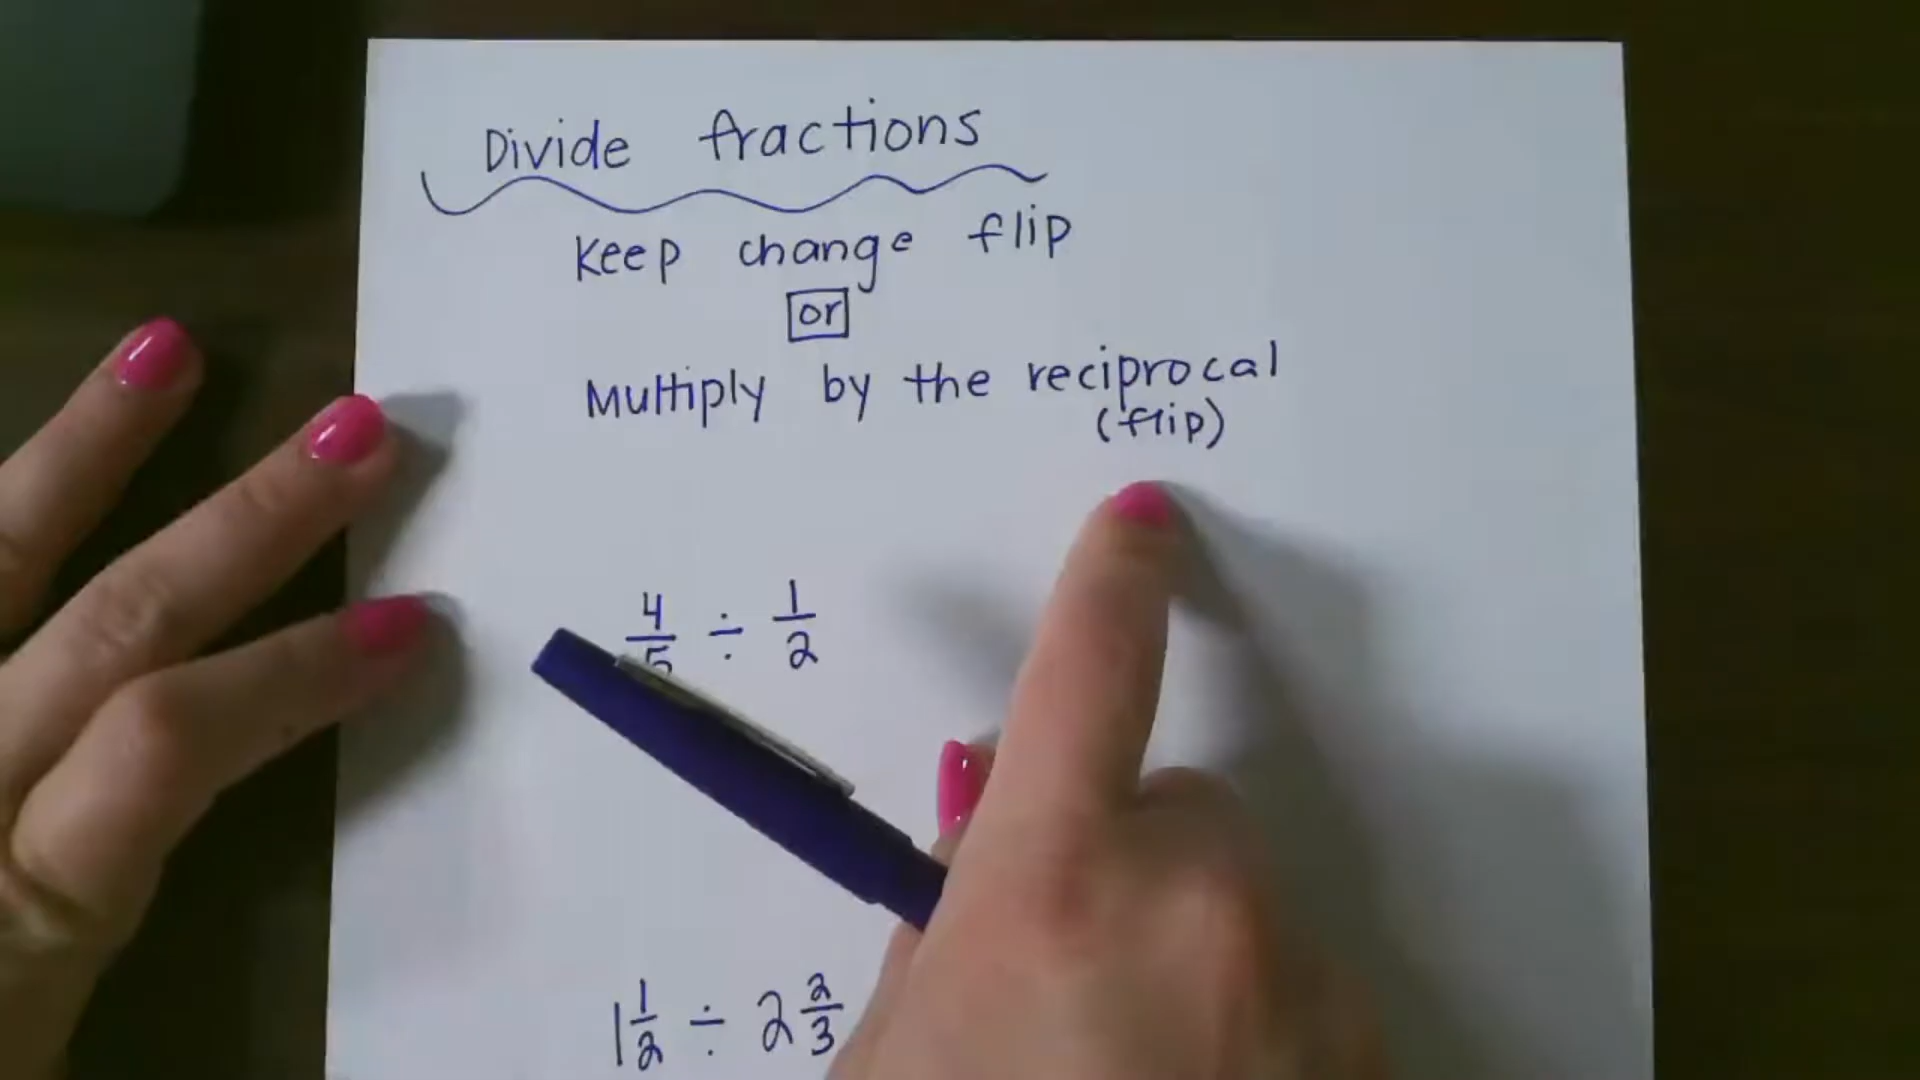 Divide fractions
Keep change flip
or
Multiply by the reciprocal
(flip)
4/5 ÷ 1/2
1 1/2 ÷ 2 2/3